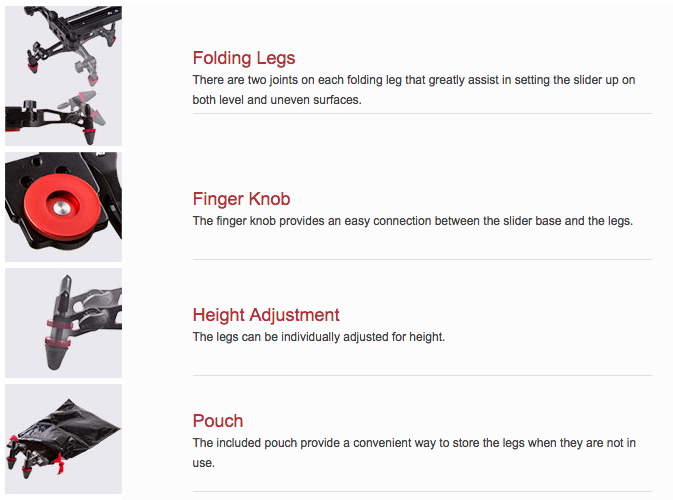 Folding Legs
There are two joints on each folding leg that greatly assist in setting the slider up on
both level and uneven surfaces.
Finger Knob
The finger knob provides an easy connection between the slider base and the legs.
Height Adjustment
The legs can be individually adjusted for height.
Pouch
The included pouch provide a convenient way to store the legs when they are not in
use.